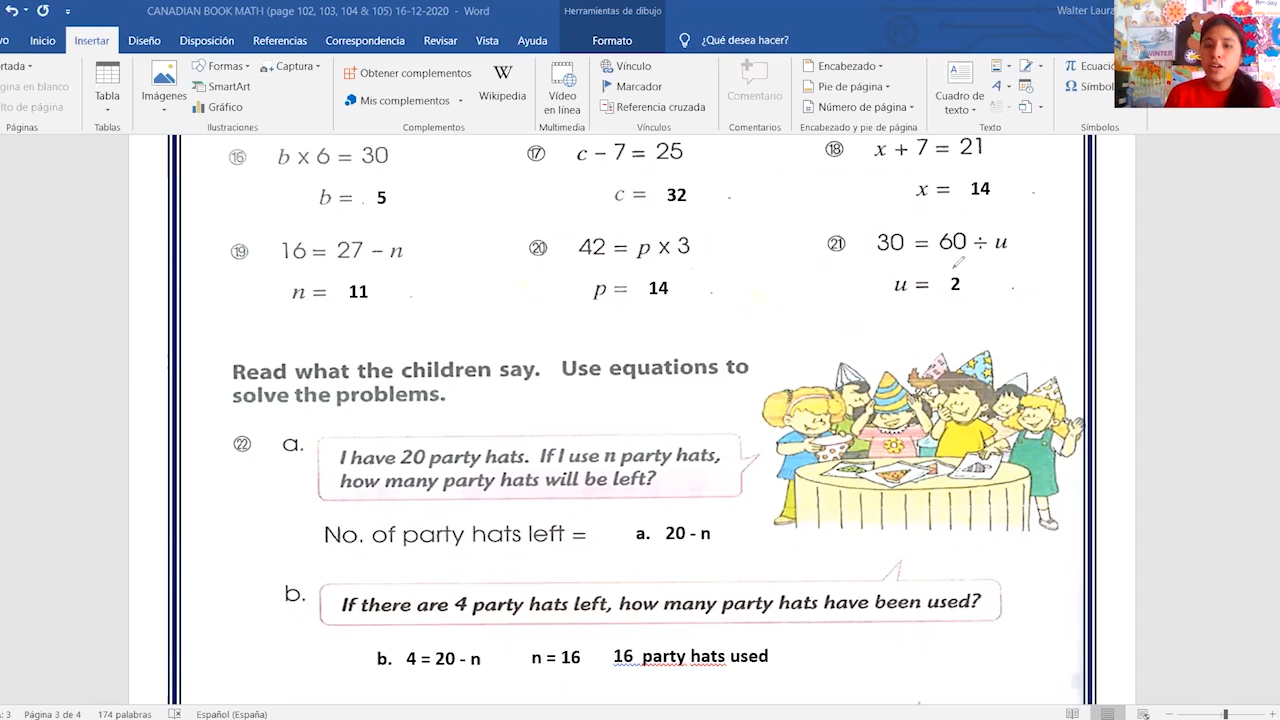 CANADIAN BOOK MATH (page 102, 103, 104 & 105) 16-12-2020 - Word
Herramientas de dibujo
Walter Laura
Inicio Insertar Diseño Disposición Referencias Correspondencia Revisar Vista Ayuda Formato ¿Qué desea hacer?
Tabla
Imágenes
Formas
SmartArt
Gráfico
Captura
Obtener complementos
Mis complementos
Wikipedia
Vídeo
en línea
Vínculo
Marcador
Referencia cruzada
Comentario
Encabezado
Pie de página
Número de página
Cuadro de
texto
Páginas Tablas Ilustraciones Complementos Multimedia Vínculos Comentarios Encabezado y pie de página Texto Símbolos
16 b x 6 = 30
b = 5
17 c − 7 = 25
c = 32
18 x + 7 = 21
x = 14
19 16 = 27 − n
n = 11
20 42 = p x 3
p = 14
21 30 = 60 ÷ u
u = 2
Read what the children say. Use equations to
solve the problems.
22 a. I have 20 party hats. If I use n party hats,
how many party hats will be left?
No. of party hats left = a. 20 - n
b. If there are 4 party hats left, how many party hats have been used?
b. 4 = 20 - n n = 16 16 party hats used
Página 3 de 4 174 palabras Español (España)